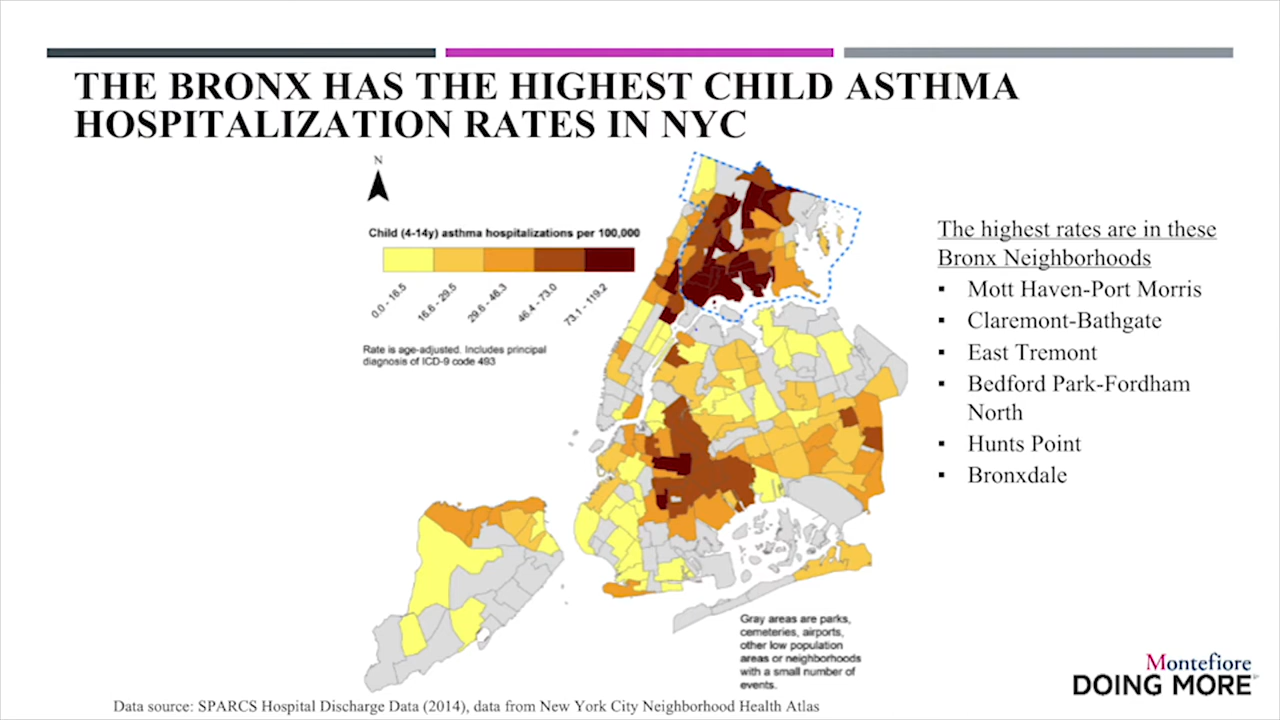 THE BRONX HAS THE HIGHEST CHILD ASTHMA
HOSPITALIZATION RATES IN NYC
N
Child (4-14y) asthma hospitalizations per 100,000
0.0 - 16.5
16.6 - 29.5
29.6 - 46.3
46.4 - 73.0
73.1 - 119.2
Rate is age-adjusted. Includes principal
diagnosis of ICD-9 code 493
The highest rates are in these
Bronx Neighborhoods
▪ Mott Haven-Port Morris
▪ Claremont-Bathgate
▪ East Tremont
▪ Bedford Park-Fordham
North
▪ Hunts Point
▪ Bronxdale
Gray areas are parks,
cemeteries, airports,
other low population
areas or neighborhoods
with a small number of
events.
Montefiore
DOING MORE
Data source: SPARCS Hospital Discharge Data (2014), data from New York City Neighborhood Health Atlas